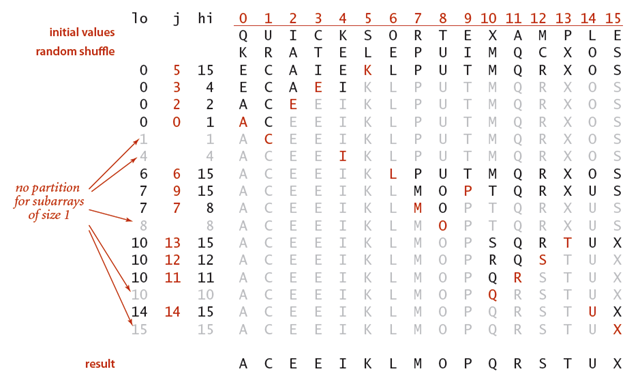 lo j hi 0 1 2 3 4 5 6 7 8 9 10 11 12 13 14 15
initial values Q U I C K S O R T E X A M P L E
random shuffle K R A T E L E P U I M Q C X O S
0 5 15 E C A I E K L P U T M Q R X O S
0 3 4 E C A E I K L P U T M Q R X O S
0 2 2 A C E E I K L P U T M Q R X O S
0 0 1 A C E E I K L P U T M Q R X O S
1 1 A C E E I K L P U T M Q R X O S
4 4 A C E E I K L P U T M Q R X O S
6 6 15 A C E E I K L P U T M Q R X O S
7 9 15 A C E E I K L M O P T Q R X U S
7 7 8 A C E E I K L M O P T Q R X U S
8 8 A C E E I K L M O P T Q R X U S
10 13 15 A C E E I K L M O P S Q R T U X
10 12 12 A C E E I K L M O P R Q S T U X
10 11 11 A C E E I K L M O P Q R S T U X
10 10 A C E E I K L M O P Q R S T U X
14 14 15 A C E E I K L M O P Q R S T U X
15 15 A C E E I K L M O P Q R S T U X
no partition
for subarrays
of size 1
result A C E E I K L M O P Q R S T U X